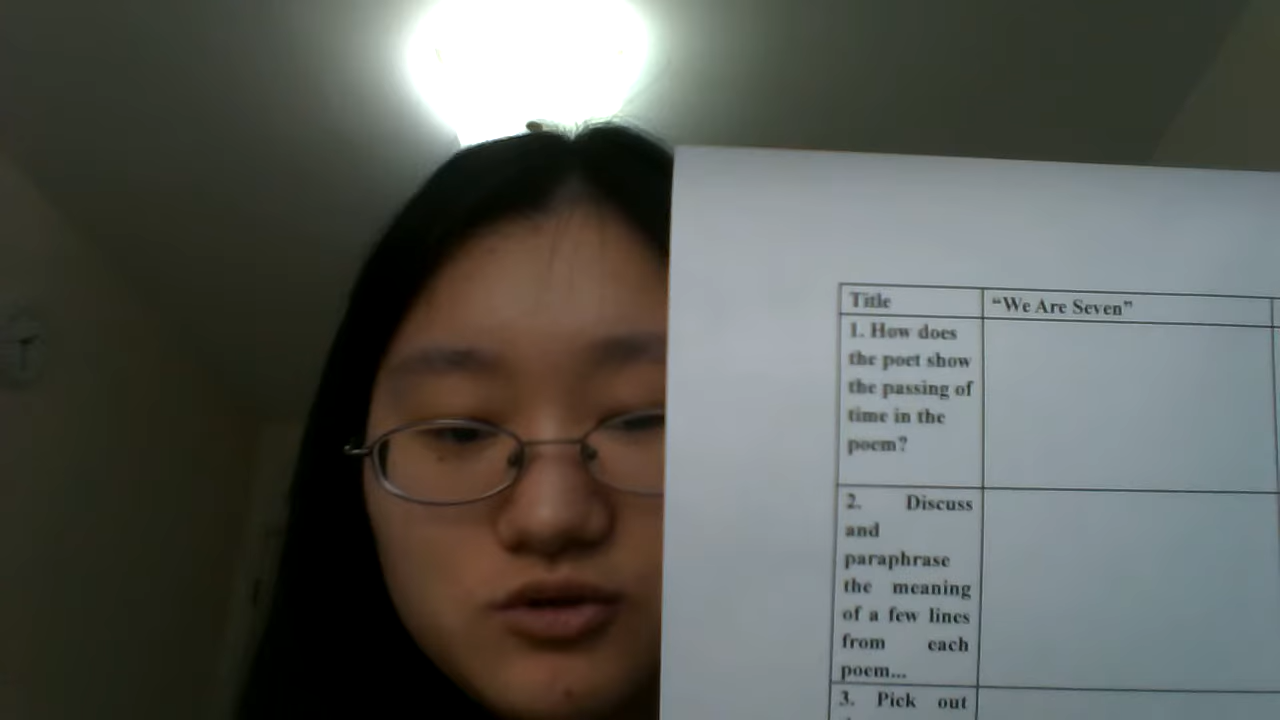 Title “We Are Seven”
1. How does
the poet show
the passing of
time in the
poem?
2. Discuss
and
paraphrase
the meaning
of a few lines
from each
poem...
3. Pick out